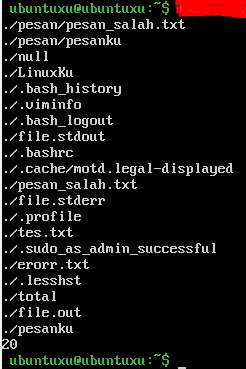 ubuntuxu@ubuntuxu:~$
./pesan/pesan_salah.txt
./pesan/pesanku
./null
./LinuxKu
./.bash_history
./.viminfo
./.bash_logout
./file.stdout
./.bashrc
./.cache/motd.legal-displayed
./pesan_salah.txt
./file.stderr
./.profile
./tes.txt
./.sudo_as_admin_successful
./erorr.txt
./.lesshst
./total
./file.out
./pesanku
20
ubuntuxu@ubuntuxu:~$